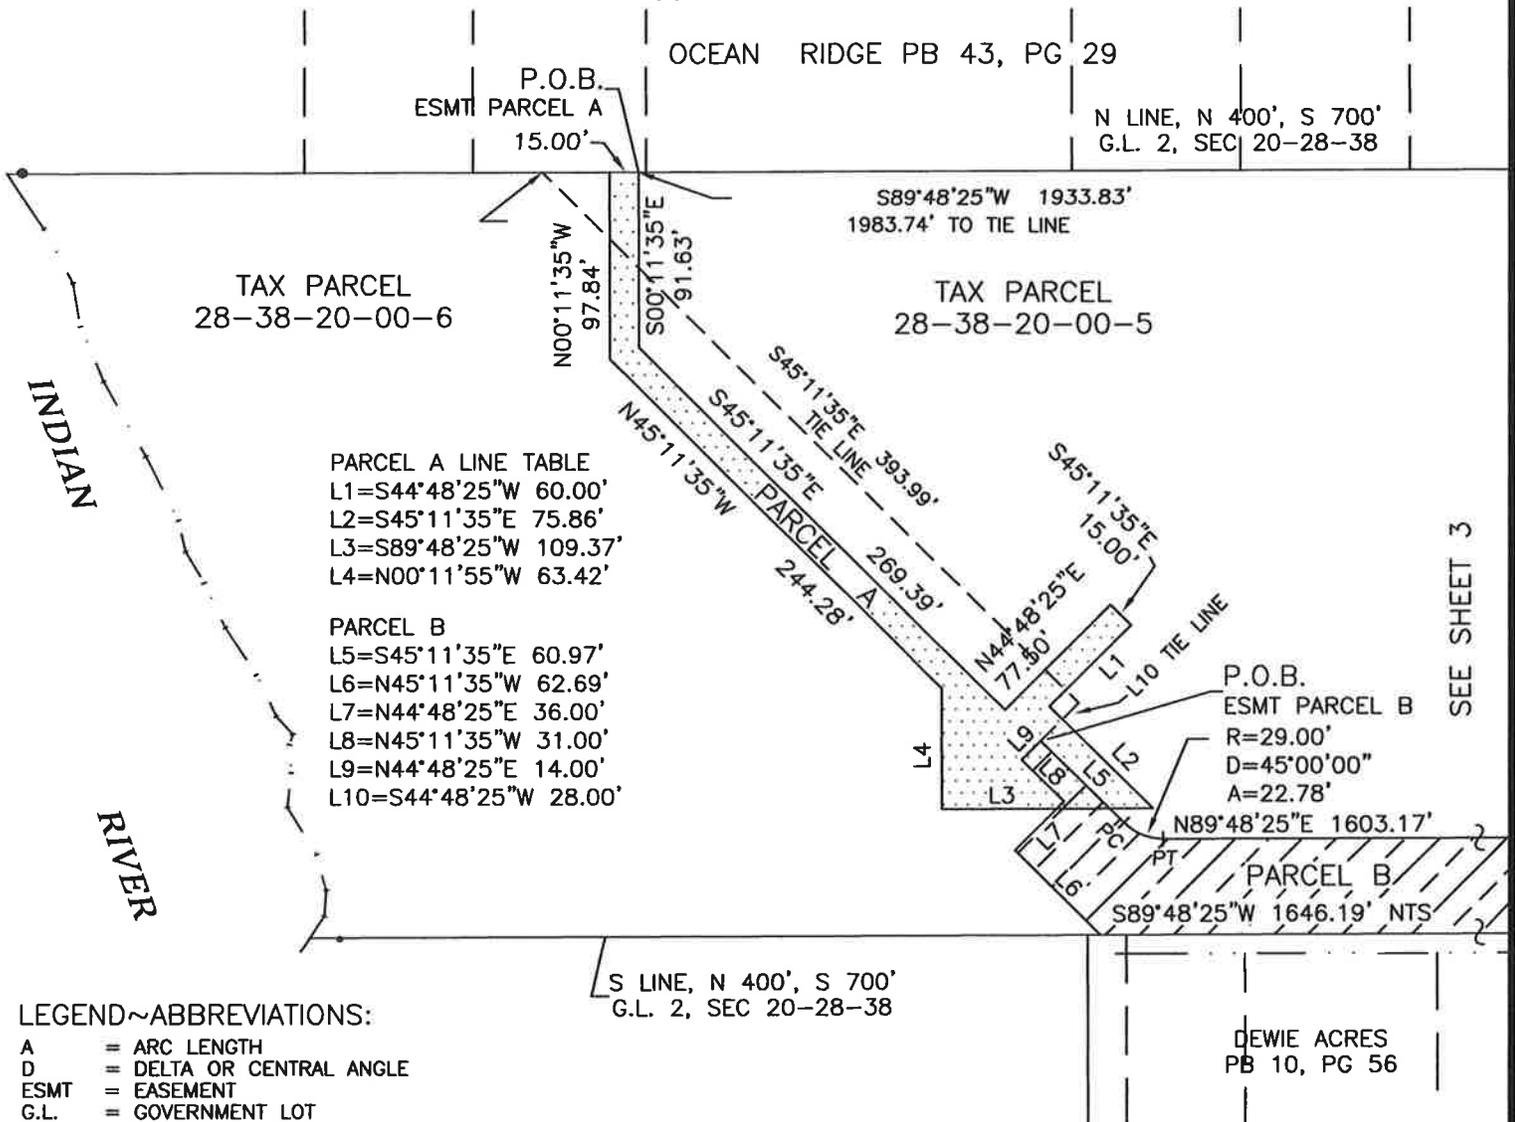 OCEAN RIDGE PB 43, PG 29
P.O.B.
ESMT PARCEL A
15.00'
N LINE, N 400', S 700'
G.L. 2, SEC 20-28-38
S89°48'25"W 1933.83'
1983.74' TO TIE LINE
N00°11'35"W
97.84'
S00°11'35"E
91.63'
TAX PARCEL
28-38-20-00-6
TAX PARCEL
28-38-20-00-5
INDIAN
RIVER
S45°11'35"E 393.99'
TIE LINE
S45°11'35"E 269.39'
PARCEL A
N45°11'35"W 244.28'
S45°11'35"E
15.00'
N44°48'25"E
77.50'
L1
L10 TIE LINE
PARCEL A LINE TABLE
L1=S44°48'25"W 60.00'
L2=S45°11'35"E 75.86'
L3=S89°48'25"W 109.37'
L4=N00°11'55"W 63.42'
PARCEL B
L5=S45°11'35"E 60.97'
L6=N45°11'35"W 62.69'
L7=N44°48'25"E 36.00'
L8=N45°11'35"W 31.00'
L9=N44°48'25"E 14.00'
L10=S44°48'25"W 28.00'
SEE SHEET 3
P.O.B.
ESMT PARCEL B
R=29.00'
D=45°00'00"
A=22.78'
L9
L2
L4
L8
L5
L3
N89°48'25"E 1603.17'
L7
PC
PT
L6
PARCEL B
S89°48'25"W 1646.19' NTS
S LINE, N 400', S 700'
G.L. 2, SEC 20-28-38
DEWIE ACRES
PB 10, PG 56
LEGEND~ABBREVIATIONS:
A = ARC LENGTH
D = DELTA OR CENTRAL ANGLE
ESMT = EASEMENT
G.L. = GOVERNMENT LOT